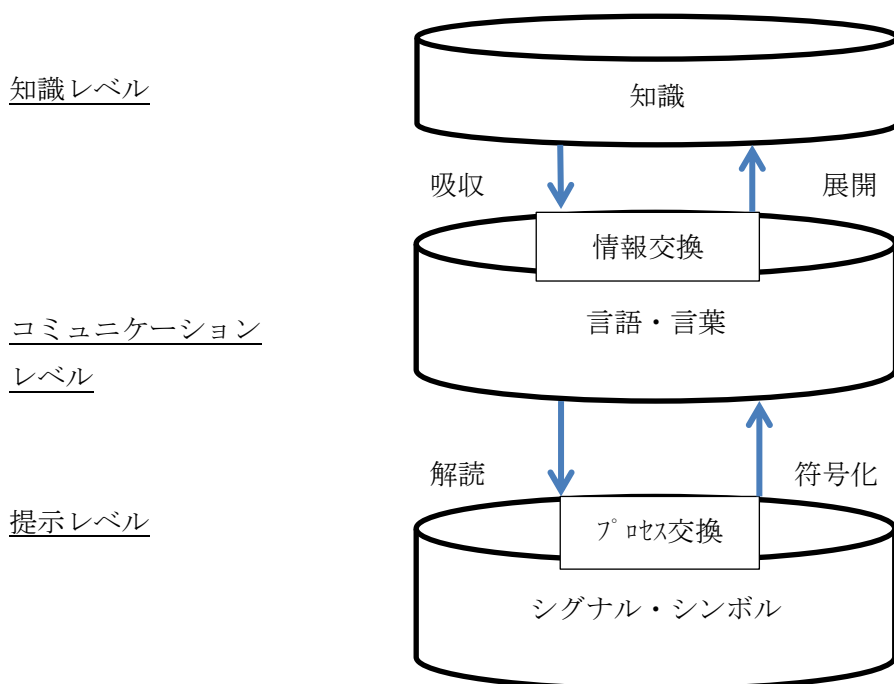 知識レベル
知識
吸収
展開
情報交換
言語・言葉
コミュニケーション
レベル
解読
符号化
提示レベル
プロセス交換
シグナル・シンボル